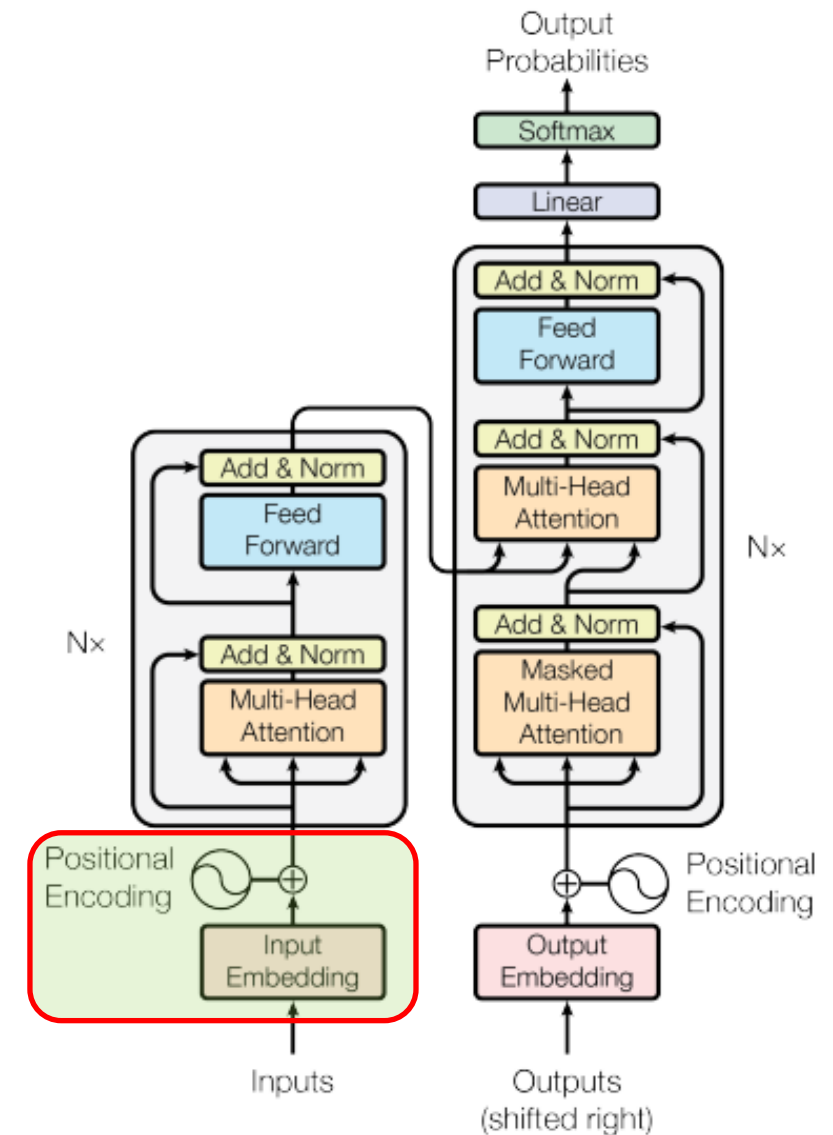 Output
Probabilities
Softmax
Linear
Add & Norm
Feed
Forward
Add & Norm
Multi-Head
Attention
N×
Add & Norm
Masked
Multi-Head
Attention
Add & Norm
Feed
Forward
N×
Add & Norm
Multi-Head
Attention
Positional
Encoding
Input
Embedding
Inputs
Positional
Encoding
Output
Embedding
Outputs
(shifted right)